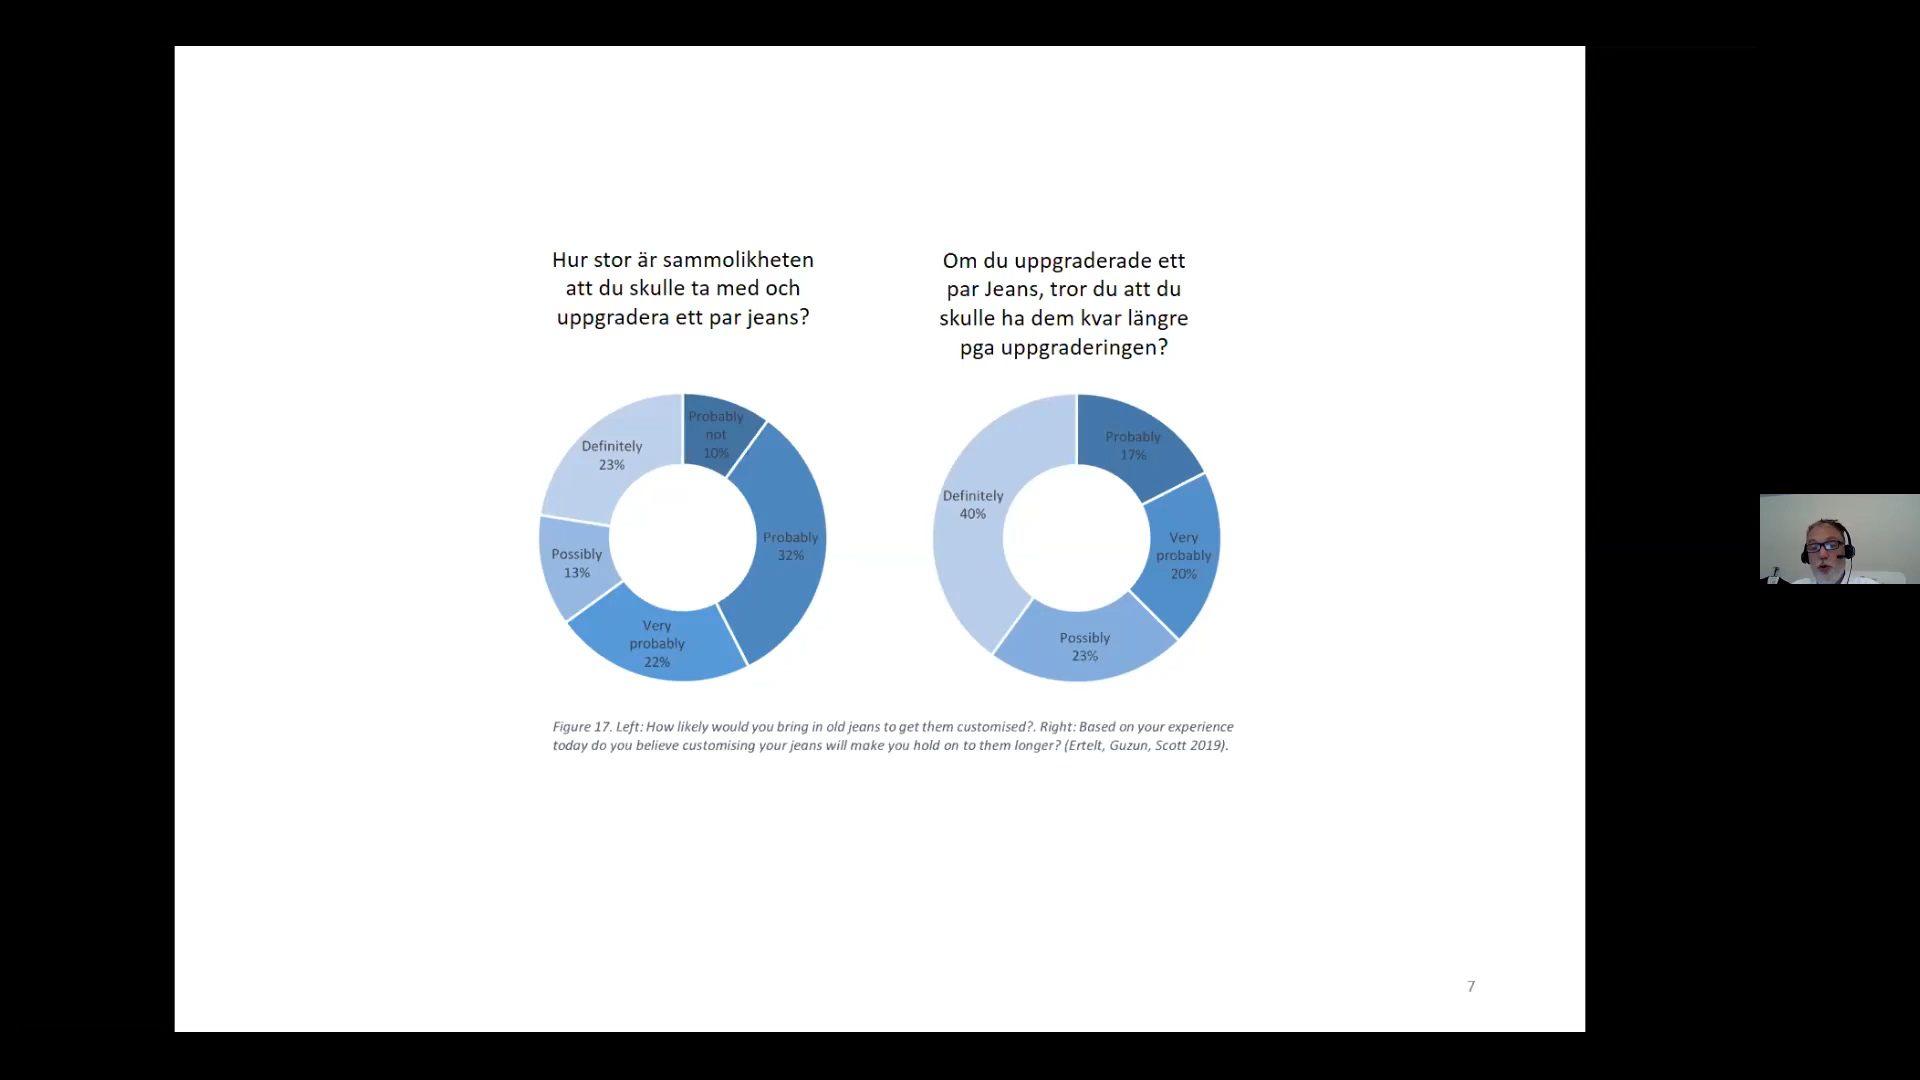 Hur stor är sammolikheten
att du skulle ta med och
uppgradera ett par jeans?
Om du uppgraderade ett
par Jeans, tror du att du
skulle ha dem kvar längre
pga uppgraderingen?
Probably
not
10%
Definitely
23%
Probably
32%
Possibly
13%
Very
probably
22%
Probably
17%
Definitely
40%
Very
probably
20%
Possibly
23%
Figure 17. Left: How likely would you bring in old jeans to get them customised?. Right: Based on your experience
today do you believe customising your jeans will make you hold on to them longer? (Ertelt, Guzun, Scott 2019).
7